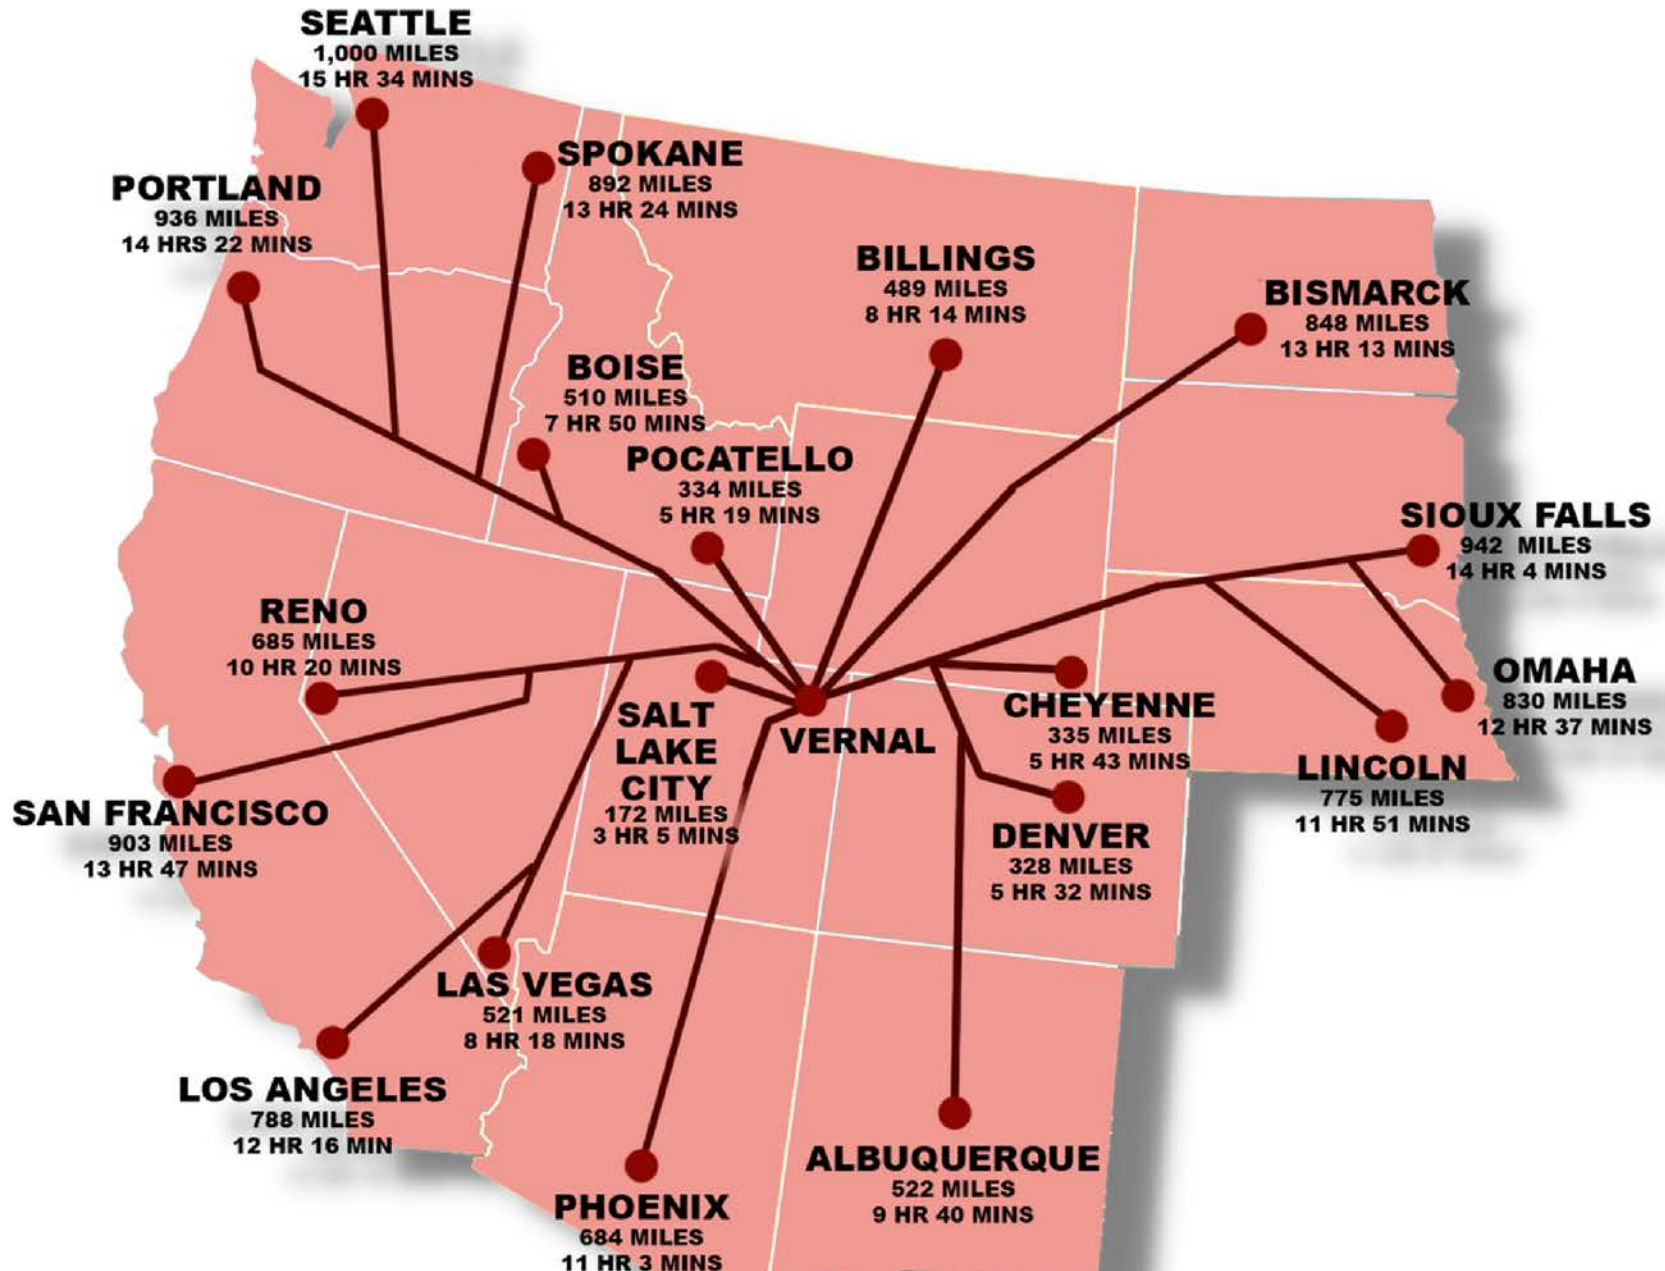 SEATTLE
1,000 MILES
15 HR 34 MINS
SPOKANE
892 MILES
13 HR 24 MINS
PORTLAND
936 MILES
14 HRS 22 MINS
BILLINGS
489 MILES
8 HR 14 MINS
BISMARCK
848 MILES
13 HR 13 MINS
BOISE
510 MILES
7 HR 50 MINS
POCATELLO
334 MILES
5 HR 19 MINS
SIOUX FALLS
942 MILES
14 HR 4 MINS
RENO
685 MILES
10 HR 20 MINS
OMAHA
830 MILES
12 HR 37 MINS
SALT
LAKE
CITY
172 MILES
3 HR 5 MINS
VERNAL
CHEYENNE
335 MILES
5 HR 43 MINS
LINCOLN
775 MILES
11 HR 51 MINS
SAN FRANCISCO
903 MILES
13 HR 47 MINS
DENVER
328 MILES
5 HR 32 MINS
LAS VEGAS
521 MILES
8 HR 18 MINS
LOS ANGELES
788 MILES
12 HR 16 MIN
ALBUQUERQUE
522 MILES
9 HR 40 MINS
PHOENIX
684 MILES
11 HR 3 MINS